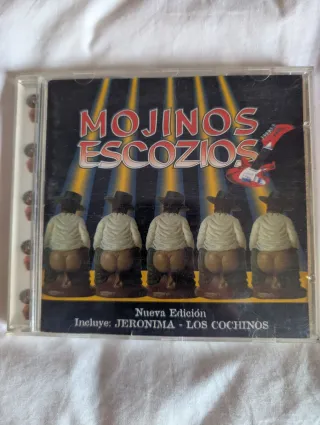 MOJINOS
ESCOZIOS
Nueva Edición
Incluye: JERONIMA - LOS COCHINOS